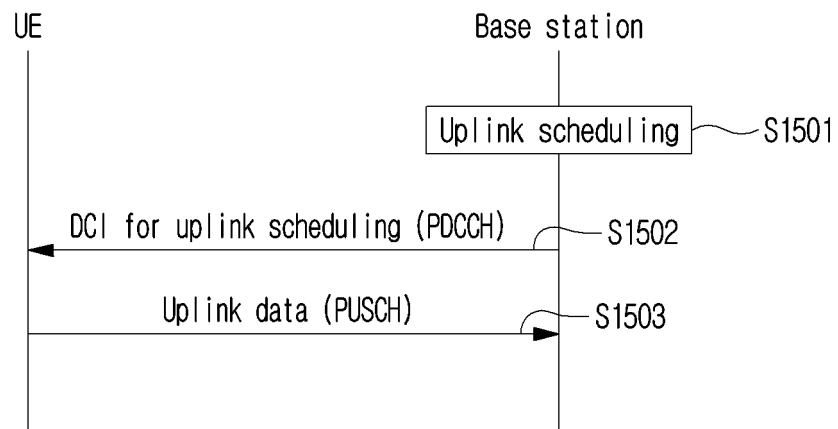 UE
Base station
Uplink scheduling
S1501
DCI for uplink scheduling (PDCCH)
S1502
Uplink data (PUSCH)
S1503